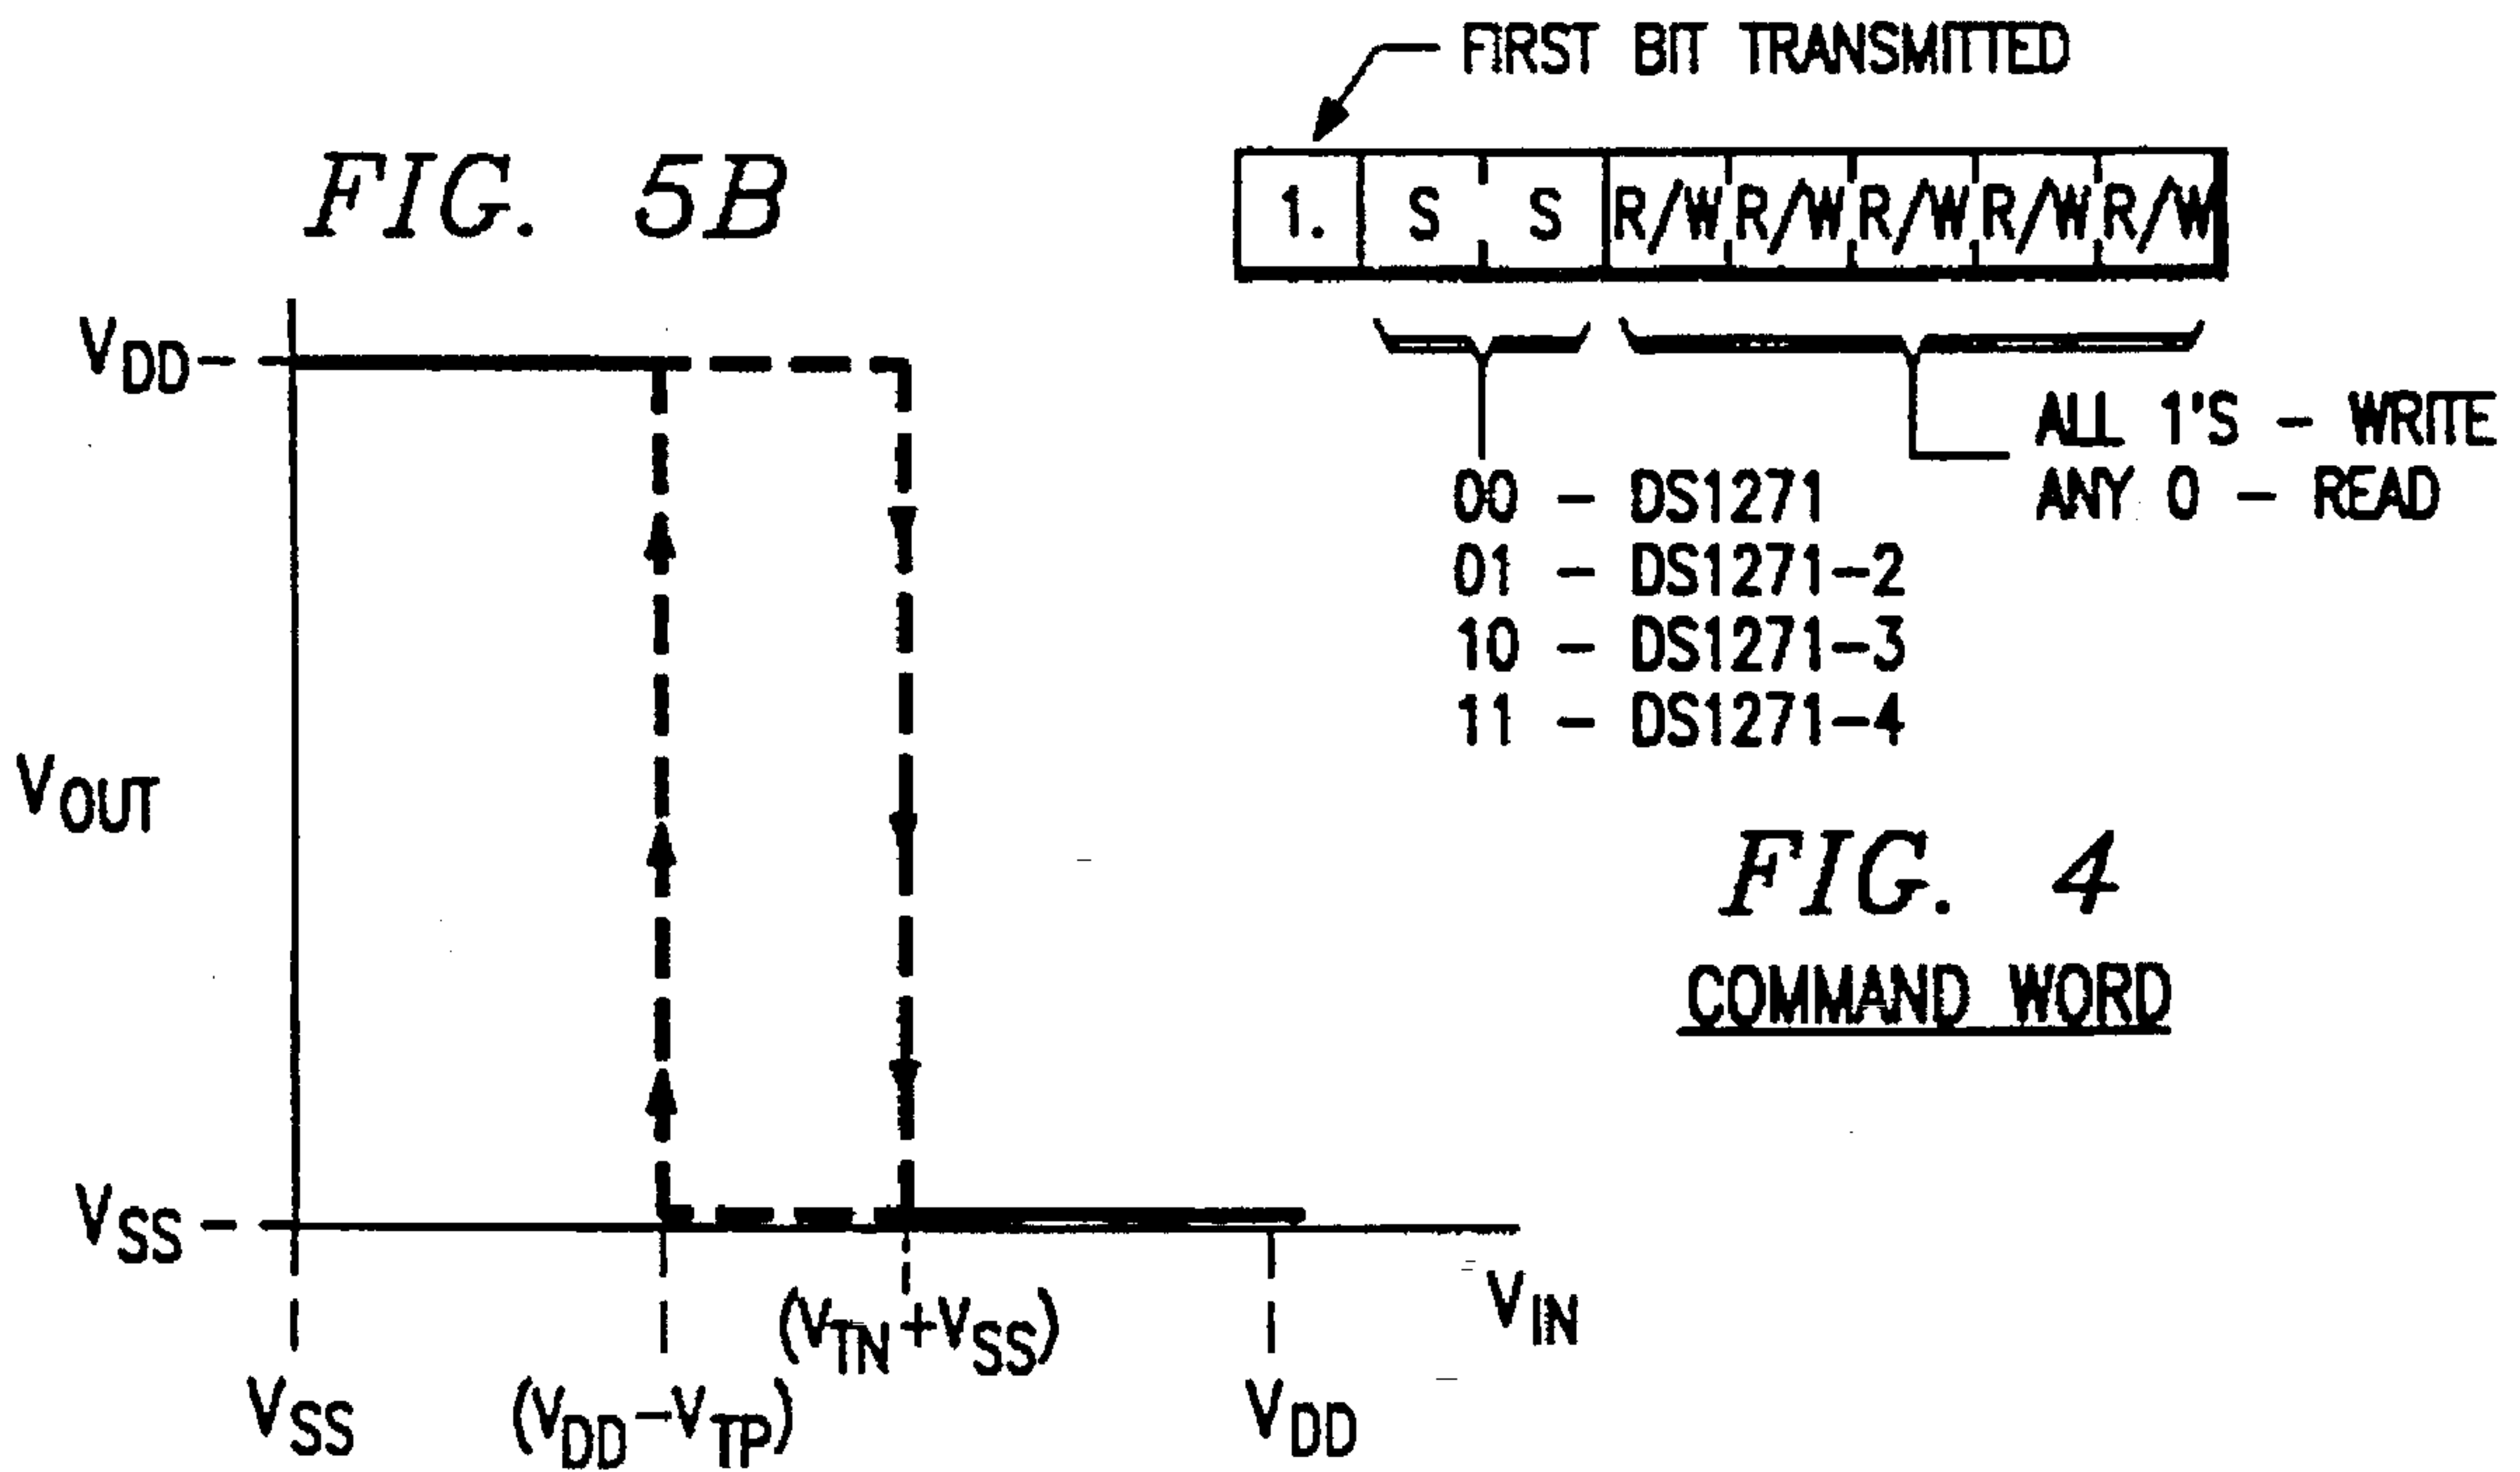 FIG. 5B
VDD
VOUT
VSS
VSS
(VDD-VTP)
(VTN+VSS)
VDD
VIN
FIRST BIT TRANSMITTED
1. S S R/W R/W R/W R/W R/W
00 - DS1271
01 - DS1271-2
10 - DS1271-3
11 - DS1271-4
ALL 1'S - WRITE
ANY 0 - READ
FIG. 4
COMMAND WORD